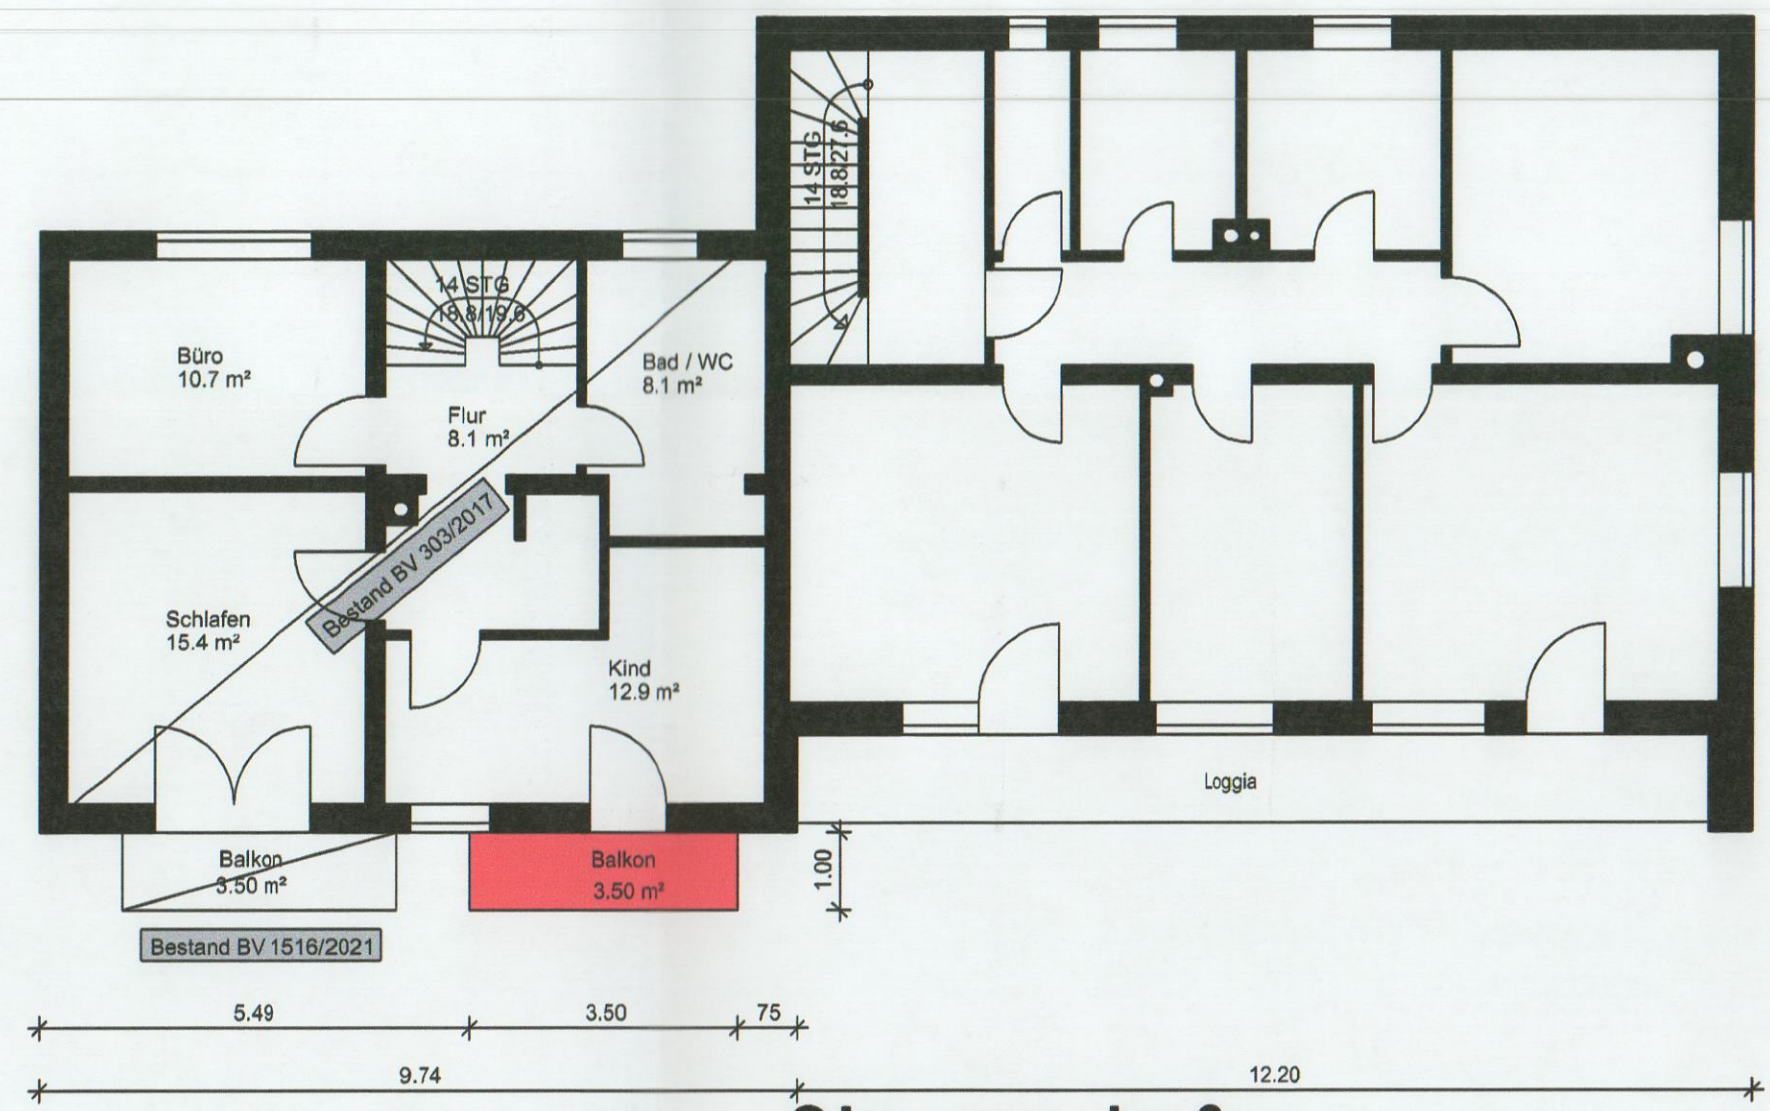 14 STG
18.8/27.6
14 STG
18.8/19.6
Büro
10.7 m²
Bad / WC
8.1 m²
Flur
8.1 m²
Bestand BV 303/2017
Schlafen
15.4 m²
Kind
12.9 m²
Loggia
Balkon
3.50 m²
Balkon
3.50 m²
1.00
Bestand BV 1516/2021
5.49
3.50
75
9.74
12.20